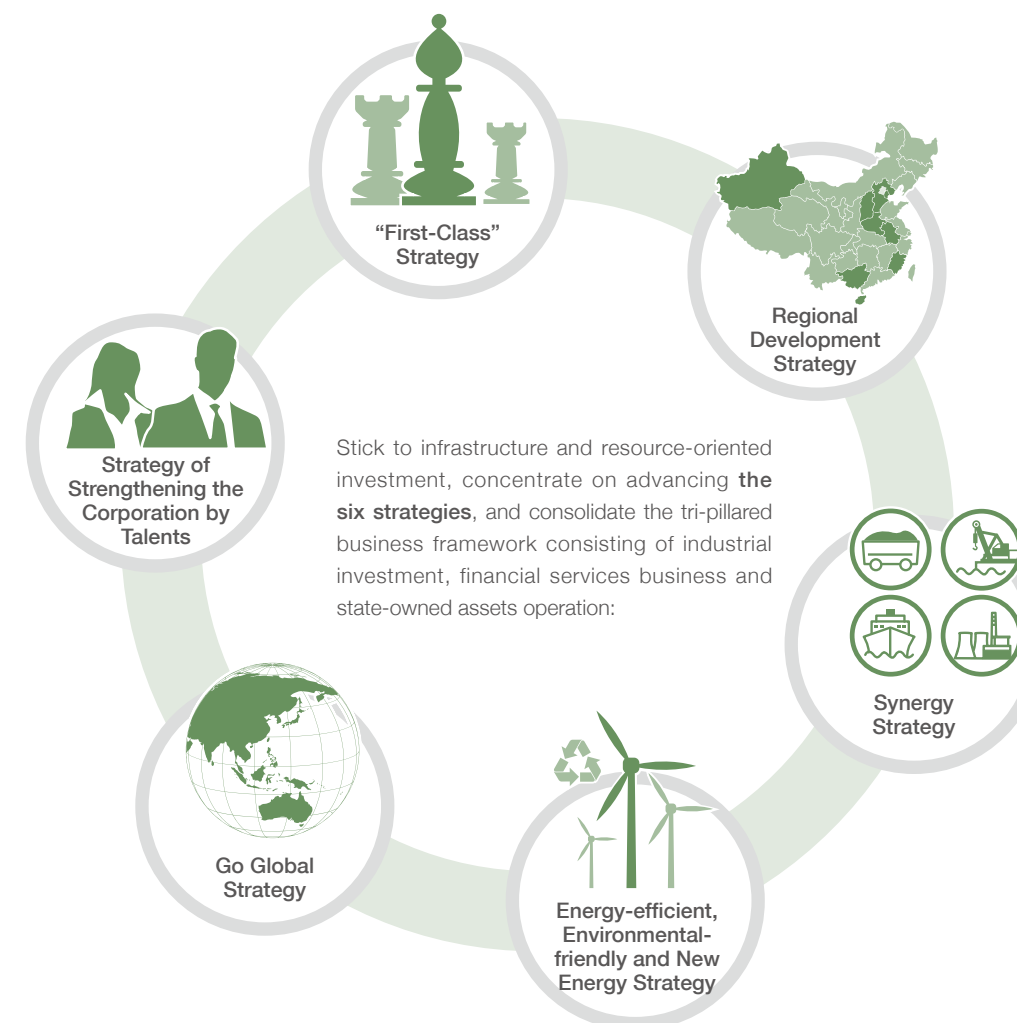 “First-Class”
Strategy
Regional
Development
Strategy
Strategy of
Strengthening the
Corporation by
Talents
Stick to infrastructure and resource-oriented
investment, concentrate on advancing the
six strategies, and consolidate the tri-pillared
business framework consisting of industrial
investment, financial services business and
state-owned assets operation:
Synergy
Strategy
Go Global
Strategy
Energy-efficient,
Environmental-
friendly and New
Energy Strategy